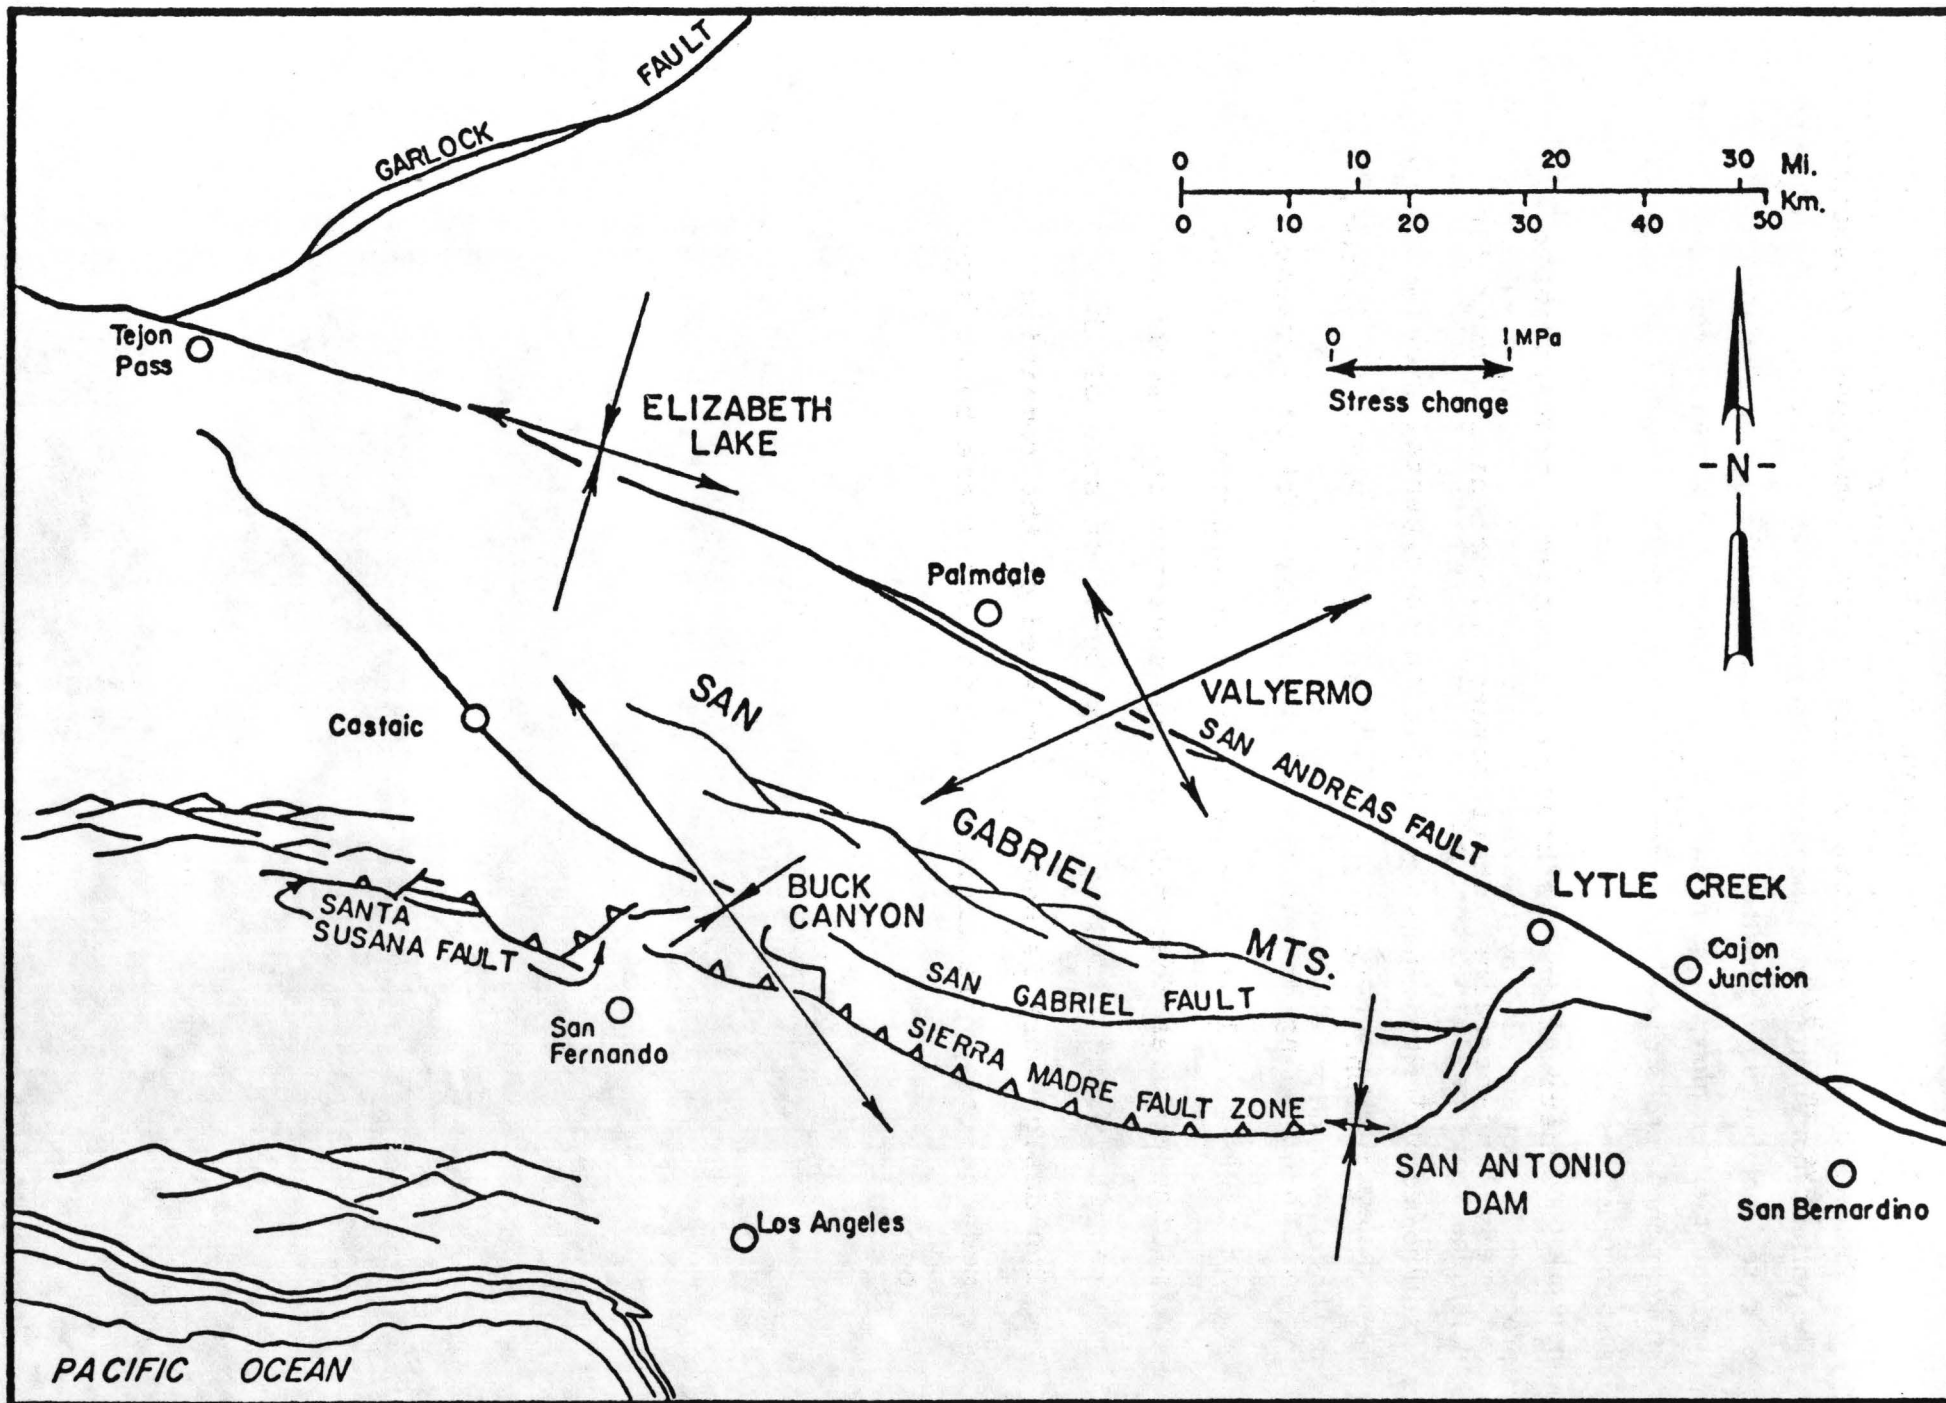 GARLOCK FAULT
0 10 20 30 Mi.
0 10 20 30 40 50 Km.
Tejon
Pass
0 1 MPa
Stress change
ELIZABETH
LAKE
- N -
Palmdale
VALYERMO
SAN GABRIEL MTS.
SAN ANDREAS FAULT
Castaic
BUCK
CANYON
LYTLE CREEK
SANTA
SUSANA FAULT
Cajon
Junction
SAN GABRIEL FAULT
San
Fernando
SIERRA MADRE FAULT ZONE
SAN ANTONIO
DAM
San Bernardino
Los Angeles
PACIFIC OCEAN